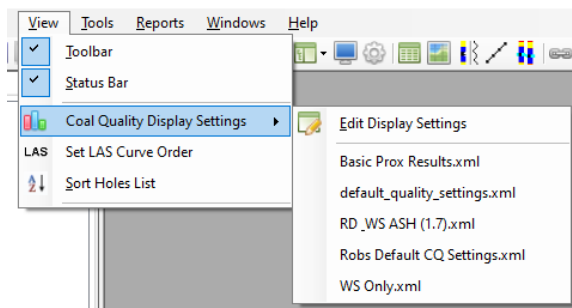 View Tools Reports Windows Help
Toolbar
Status Bar
Coal Quality Display Settings
LAS Set LAS Curve Order
Sort Holes List
Edit Display Settings
Basic Prox Results.xml
default_quality_settings.xml
RD _WS ASH (1.7).xml
Robs Default CQ Settings.xml
WS Only.xml